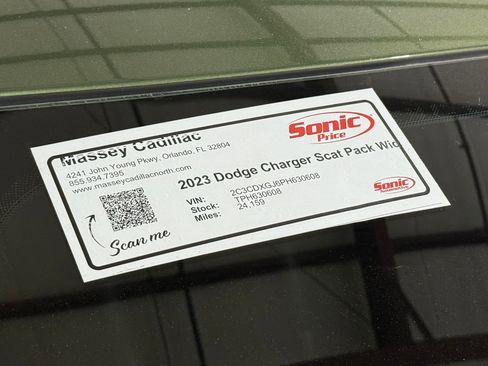 Massey Cadillac
4241 John Young Pkwy, Orlando, FL 32804
855.934.7395
www.masseycadillacnorth.com
Sonic
Price
2023 Dodge Charger Scat Pack Wid
VIN: 2C3CDXGJ6PH630608
Stock: TPH630608
Miles: 24,159
Scan me
Sonic